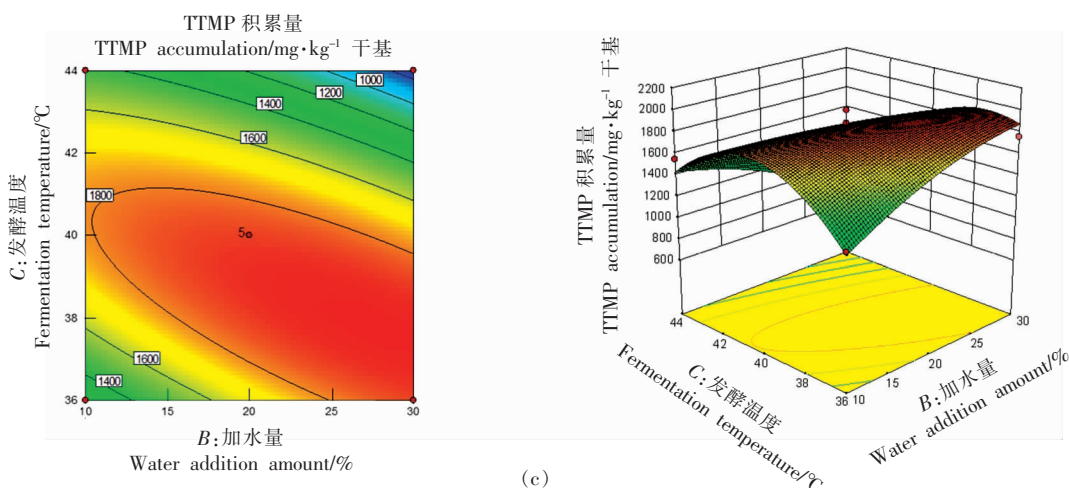 TTMP 积累量
TTMP accumulation/mg·kg⁻¹ 干基
44
42
40
38
36
C:发酵温度
Fermentation temperature/℃
1000
1200
1400
1600
1800
5
1600
1400
10
15
20
25
30
B:加水量
Water addition amount/%
TTMP 积累量
TTMP accumulation/mg·kg⁻¹ 干基
2200
2000
1800
1600
1400
1200
1000
800
600
44
42
40
38
36
C:发酵温度
Fermentation temperature/℃
10
15
20
25
30
B:加水量
Water addition amount/%
(c)